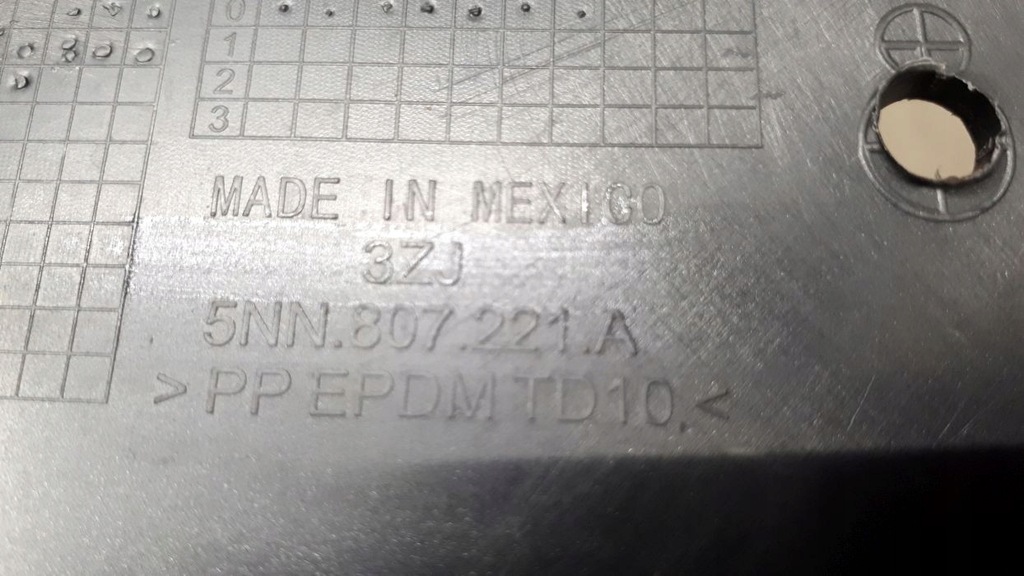 0
1
2
3
MADE IN MEXICO
3ZJ
5NN.807.221.A
>PP EPDM TD10.<